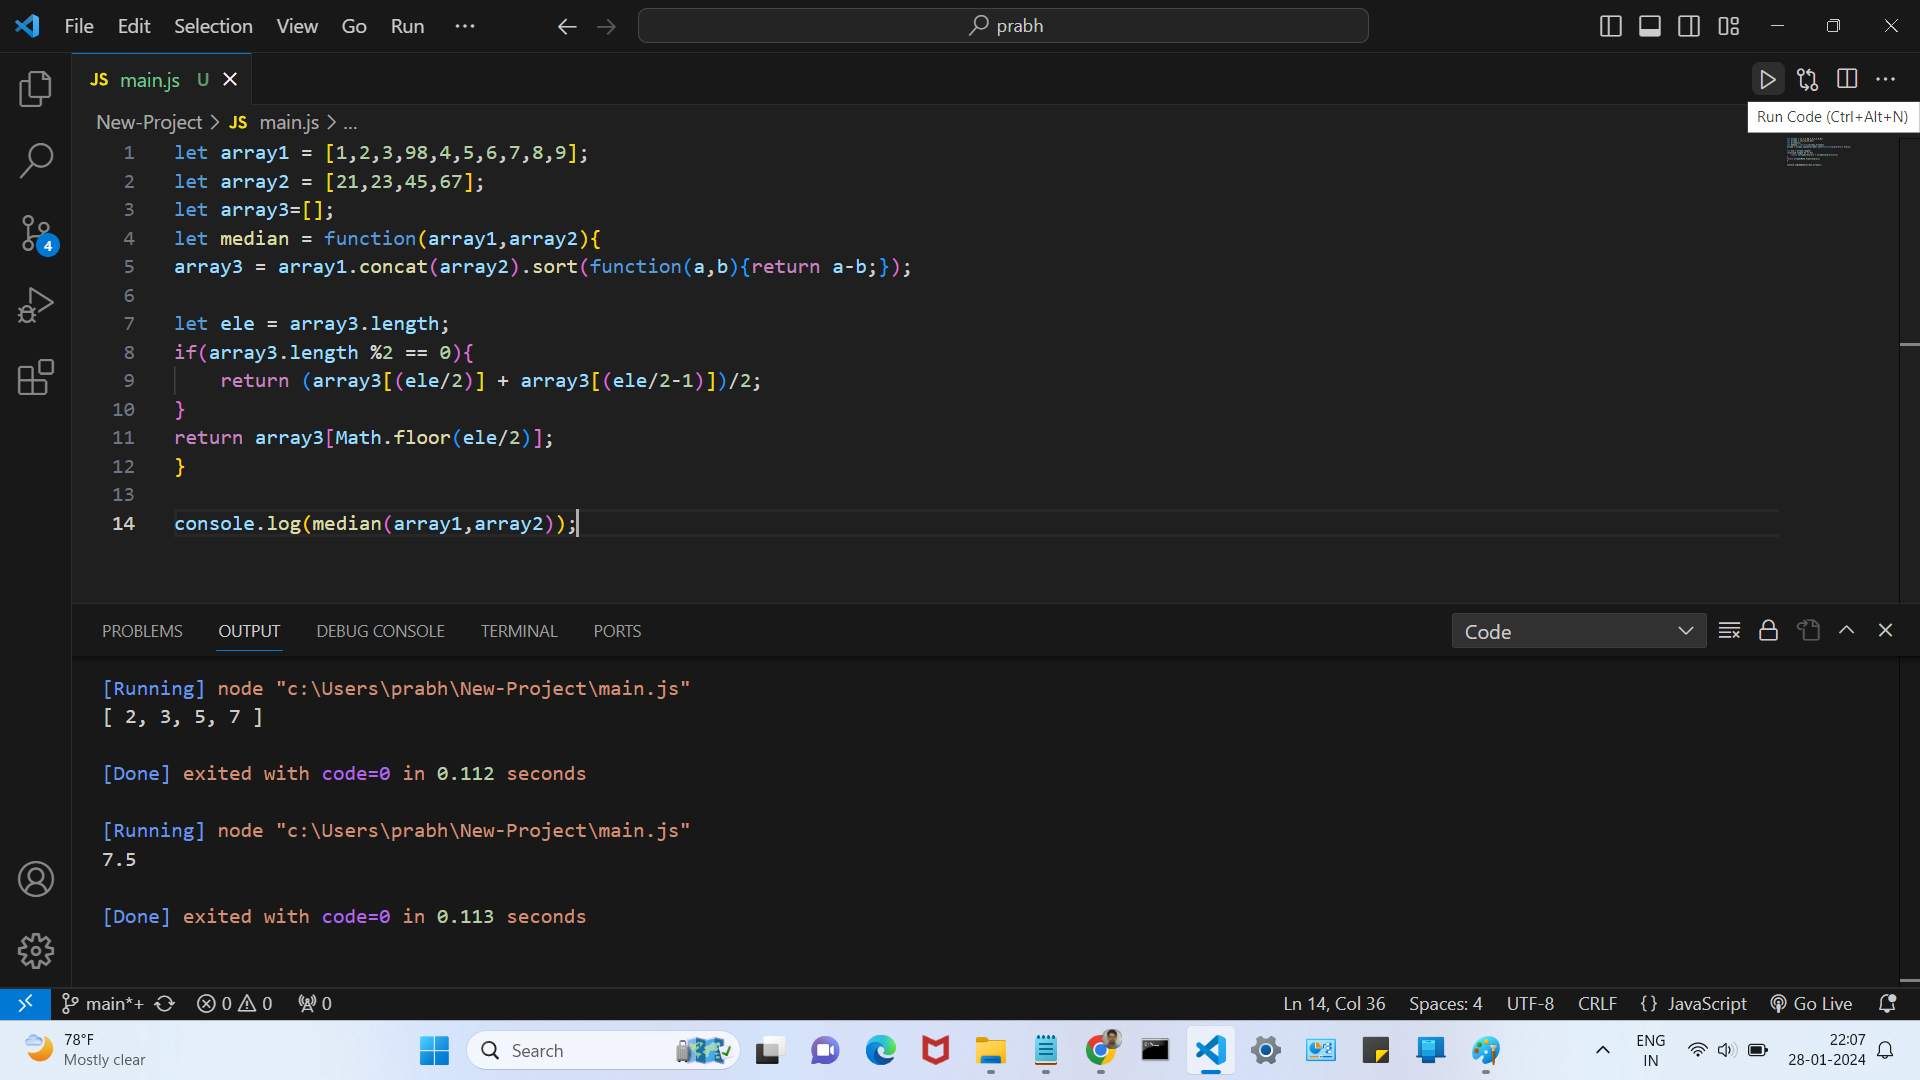 File Edit Selection View Go Run ···
prabh
JS main.js U
Run Code (Ctrl+Alt+N)
New-Project > JS main.js > ...
1 let array1 = [1,2,3,98,4,5,6,7,8,9];
2 let array2 = [21,23,45,67];
3 let array3=[];
4 let median = function(array1,array2){
5 array3 = array1.concat(array2).sort(function(a,b){return a-b;});
6
7 let ele = array3.length;
8 if(array3.length %2 == 0){
9 return (array3[(ele/2)] + array3[(ele/2-1)])/2;
10 }
11 return array3[Math.floor(ele/2)];
12 }
13
14 console.log(median(array1,array2));
4
PROBLEMS OUTPUT DEBUG CONSOLE TERMINAL PORTS
Code
[Running] node "c:\Users\prabh\New-Project\main.js"
[ 2, 3, 5, 7 ]
[Done] exited with code=0 in 0.112 seconds
[Running] node "c:\Users\prabh\New-Project\main.js"
7.5
[Done] exited with code=0 in 0.113 seconds
main*+ 0 0 0 Ln 14, Col 36 Spaces: 4 UTF-8 CRLF {} JavaScript Go Live
78°F
Mostly clear
Search
ENG
IN
22:07
28-01-2024